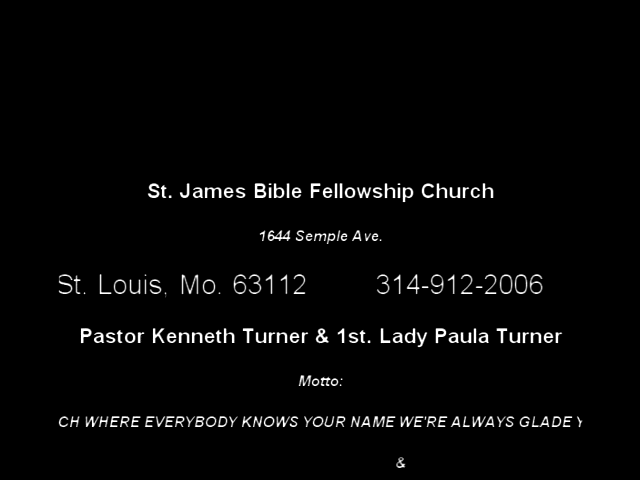 St. James Bible Fellowship Church
1644 Semple Ave.
St. Louis, Mo. 63112 314-912-2006
Pastor Kenneth Turner & 1st. Lady Paula Turner
Motto:
CH WHERE EVERYBODY KNOWS YOUR NAME WE'RE ALWAYS GLADE Y
&